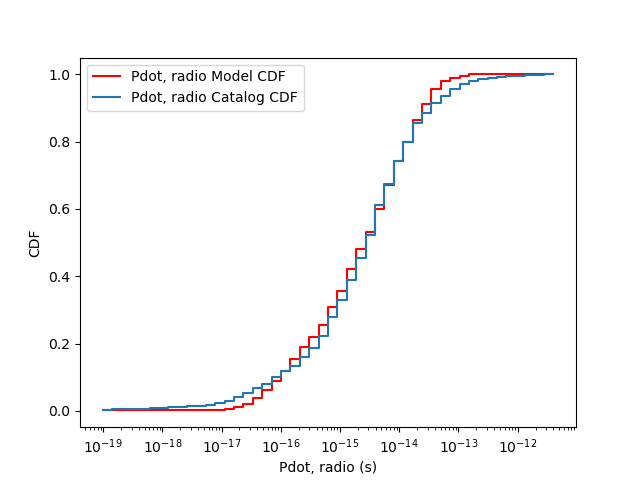 Pdot, radio Model CDF
Pdot, radio Catalog CDF
1.0
0.8
0.6
0.4
0.2
0.0
CDF
10⁻¹⁹ 10⁻¹⁸ 10⁻¹⁷ 10⁻¹⁶ 10⁻¹⁵ 10⁻¹⁴ 10⁻¹³ 10⁻¹²
Pdot, radio (s)